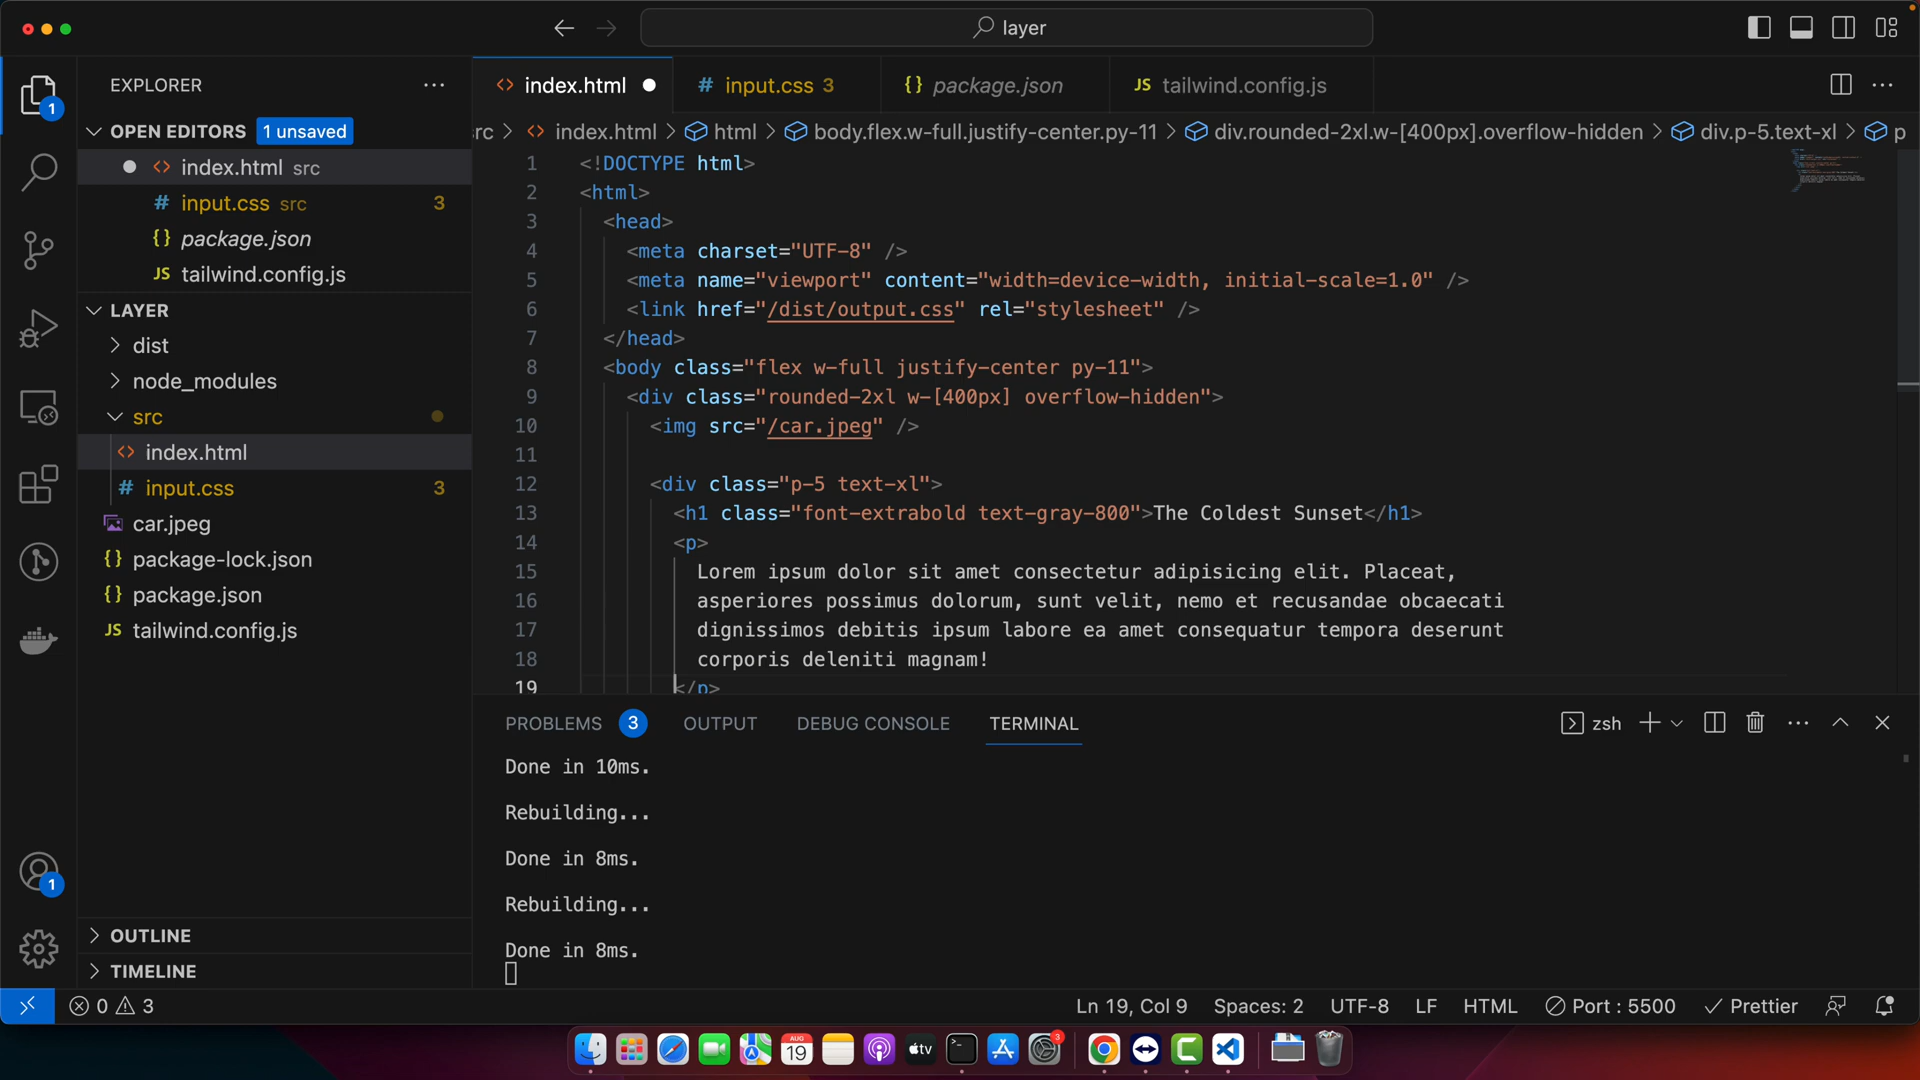 layer
EXPLORER
index.html
input.css 3
package.json
JS tailwind.config.js
1
OPEN EDITORS 1 unsaved
rc > index.html > html > body.flex.w-full.justify-center.py-11 > div.rounded-2xl.w-[400px].overflow-hidden > div.p-5.text-xl > p
index.html src
input.css src 3
package.json
JS tailwind.config.js
LAYER
dist
node_modules
src
index.html
input.css 3
car.jpeg
package-lock.json
package.json
JS tailwind.config.js
OUTLINE
TIMELINE
1
1 <!DOCTYPE html>
2 <html>
3 <head>
4 <meta charset="UTF-8" />
5 <meta name="viewport" content="width=device-width, initial-scale=1.0" />
6 <link href="/dist/output.css" rel="stylesheet" />
7 </head>
8 <body class="flex w-full justify-center py-11">
9 <div class="rounded-2xl w-[400px] overflow-hidden">
10 <img src="/car.jpeg" />
11
12 <div class="p-5 text-xl">
13 <h1 class="font-extrabold text-gray-800">The Coldest Sunset</h1>
14 <p>
15 Lorem ipsum dolor sit amet consectetur adipisicing elit. Placeat,
16 asperiores possimus dolorum, sunt velit, nemo et recusandae obcaecati
17 dignissimos debitis ipsum labore ea amet consequatur tempora deserunt
18 corporis deleniti magnam!
19 </p>
PROBLEMS 3 OUTPUT DEBUG CONSOLE TERMINAL
zsh
Done in 10ms.
Rebuilding...
Done in 8ms.
Rebuilding...
Done in 8ms.
0 3
Ln 19, Col 9 Spaces: 2 UTF-8 LF HTML Port : 5500 Prettier
AUG
19
tv
3